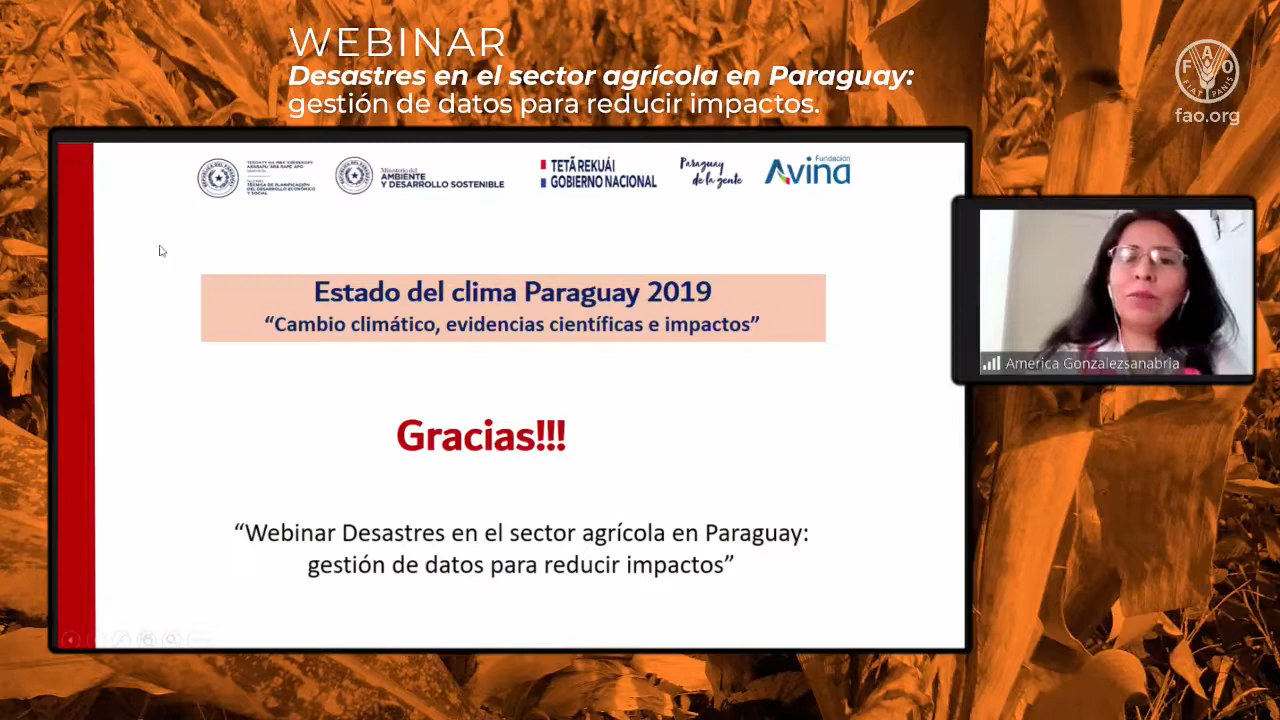 WEBINAR
Desastres en el sector agrícola en Paraguay:
gestión de datos para reducir impactos.
F A O
FIAT PANIS
fao.org
Ministerio del
AMBIENTE
Y DESARROLLO SOSTENIBLE
TETÃ REKUÁI
GOBIERNO NACIONAL
Paraguay
de la gente
Fundación
Avina
Estado del clima Paraguay 2019
“Cambio climático, evidencias científicas e impactos”
America Gonzalezsanabria
Gracias!!!
“Webinar Desastres en el sector agrícola en Paraguay:
gestión de datos para reducir impactos”